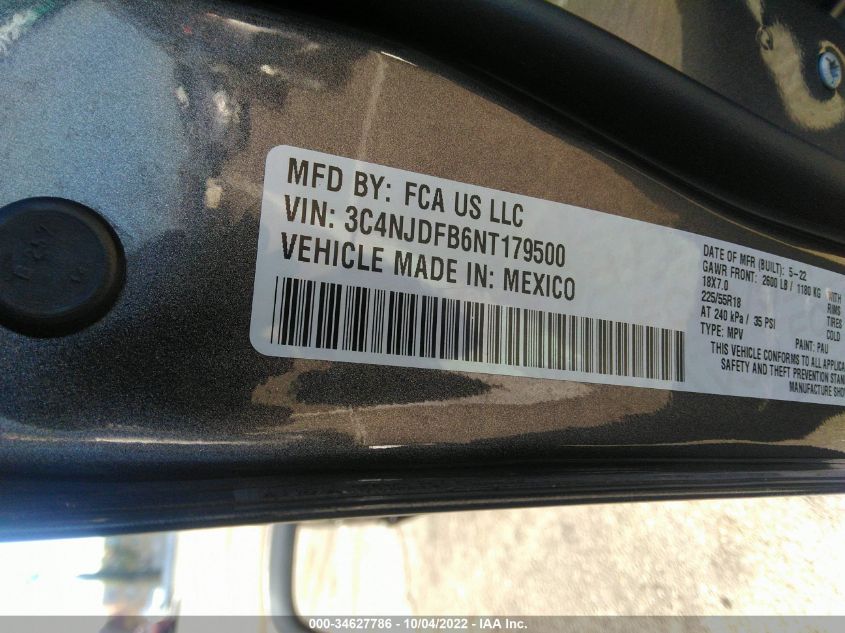 MFD BY: FCA US LLC
VIN: 3C4NJDFB6NT179500
VEHICLE MADE IN: MEXICO
DATE OF MFR (BUILT): 5-22
GAWR FRONT: 2600 LB / 1180 KG WITH
18X7.0 RIMS
225/55R18 TIRES
AT 240 kPa / 35 PSI COLD
TYPE: MPV PAINT: PAU
THIS VEHICLE CONFORMS TO ALL APPLICA
SAFETY AND THEFT PREVENTION STAN
MANUFACTURE SHO
000-34627786 - 10/04/2022 - IAA Inc.